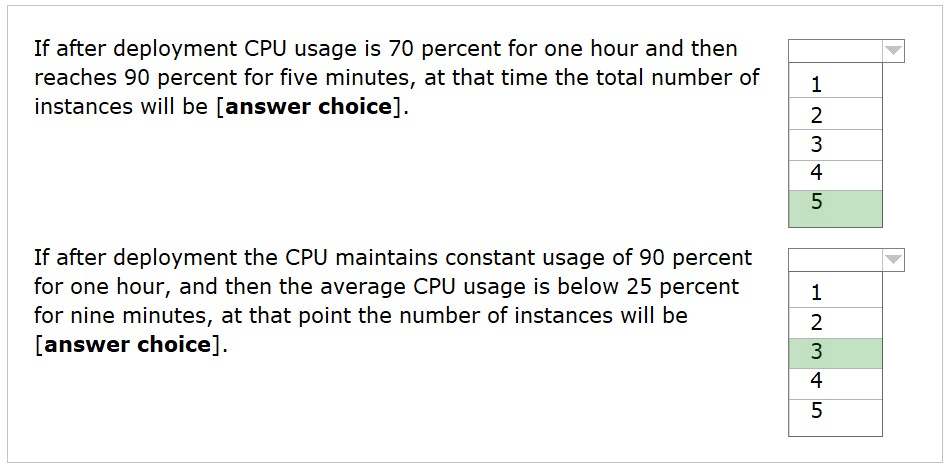 If after deployment CPU usage is 70 percent for one hour and then
reaches 90 percent for five minutes, at that time the total number of
instances will be [answer choice].
1
2
3
4
5
If after deployment the CPU maintains constant usage of 90 percent
for one hour, and then the average CPU usage is below 25 percent
for nine minutes, at that point the number of instances will be
[answer choice].
1
2
3
4
5